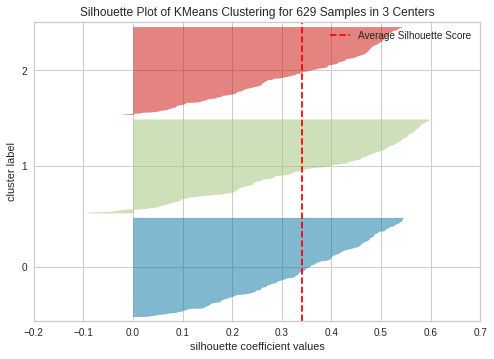 Silhouette Plot of KMeans Clustering for 629 Samples in 3 Centers
Average Silhouette Score
2
1
0
cluster label
−0.2 −0.1 0.0 0.1 0.2 0.3 0.4 0.5 0.6 0.7
silhouette coefficient values